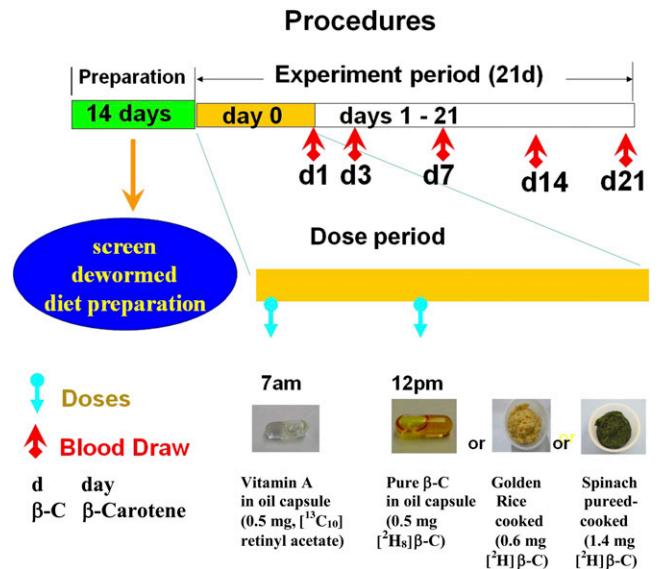 Procedures
Preparation
Experiment period (21d)
14 days
day 0
days 1 - 21
d1
d3
d7
d14
d21
screen
dewormed
diet preparation
Dose period
7am
12pm
Doses
or
or
or
Blood Draw
d day
β-C β-Carotene
Vitamin A
in oil capsule
(0.5 mg, [¹³C₁₀]
retinyl acetate)
Pure β-C
in oil capsule
(0.5 mg
[²H₈]β-C)
Golden
Rice
cooked
(0.6 mg
[²H]β-C)
Spinach
pureed-
cooked
(1.4 mg
[²H]β-C)